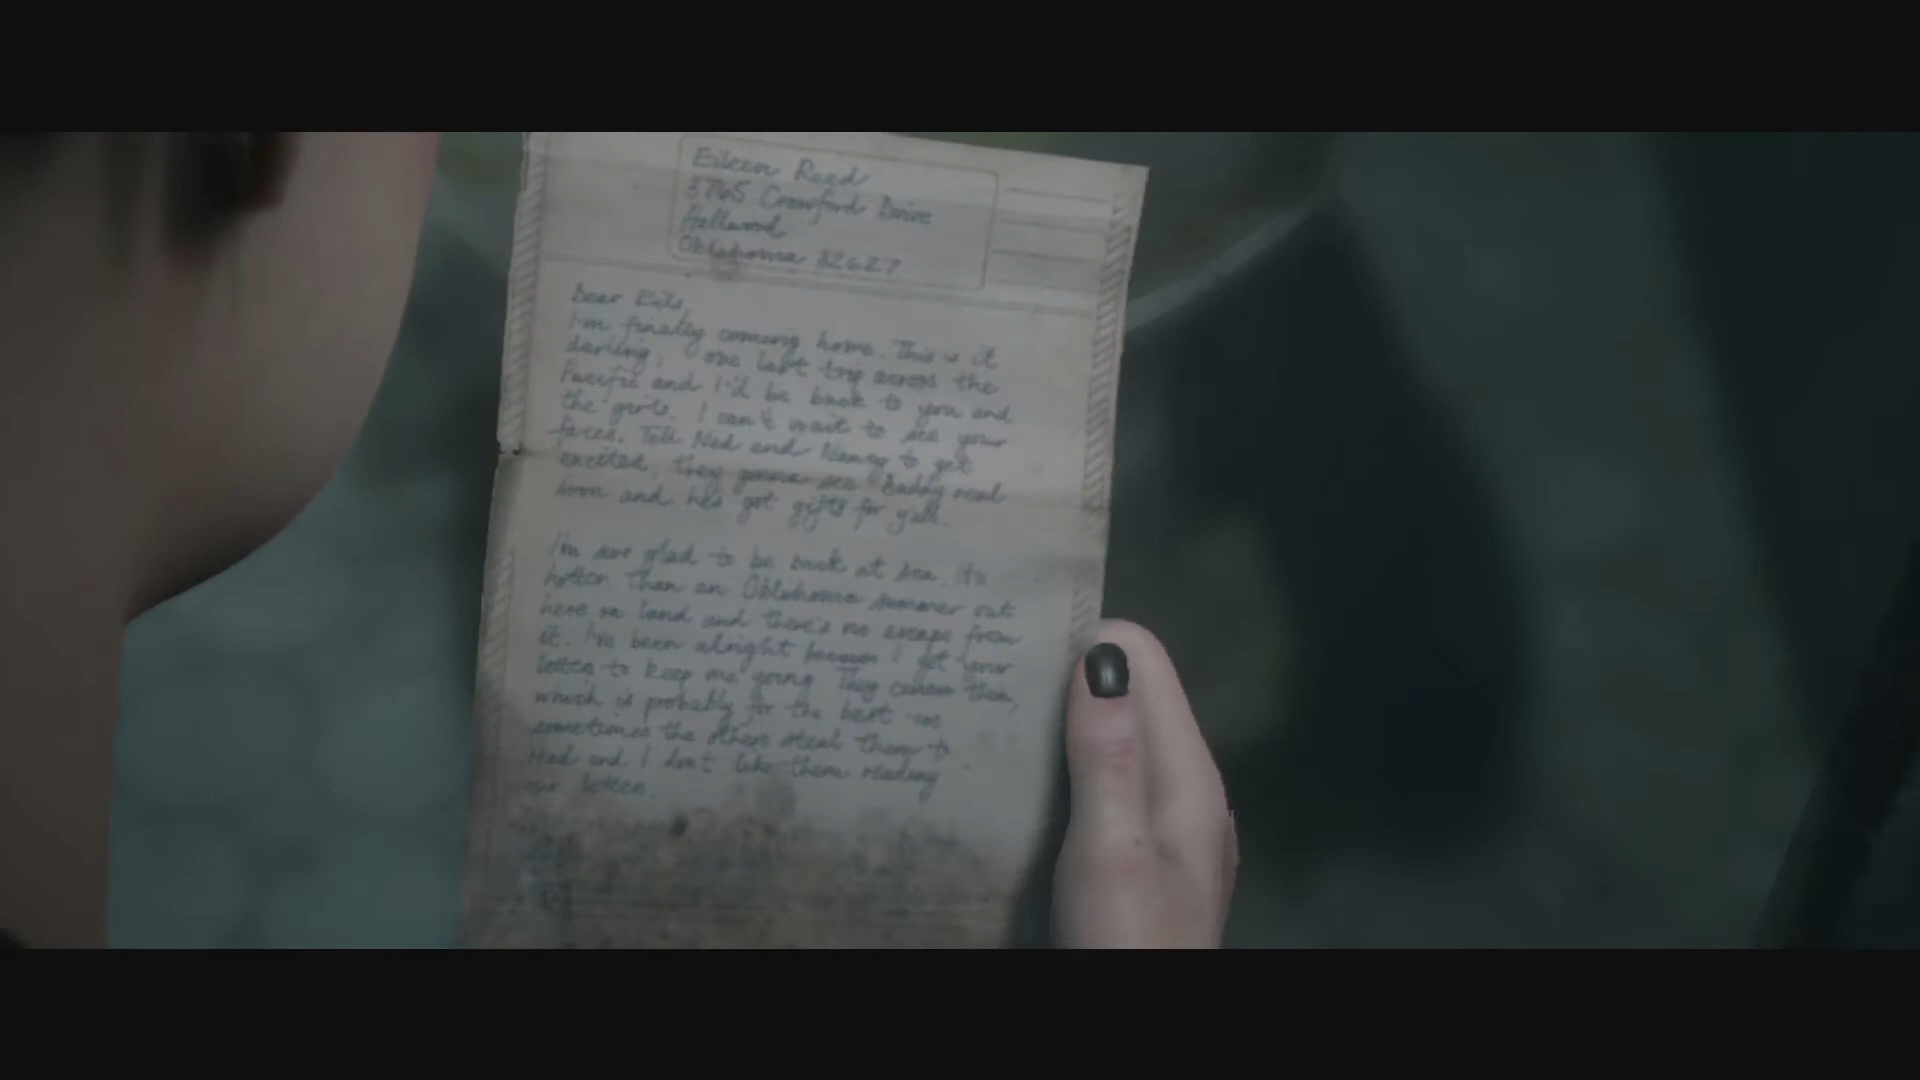 Eileen Reed
3765 Crawford Drive
Hallwood
Oklahoma 32627
Dear
I'm finally coming home. This is it
darling, one last trip across the
Pacific and I'll be back to you and
the girls. I can't wait to see your
faces. Tell Ned and Nancy to get
excited, they gonna see Daddy real
soon and he's got gifts for y'all.
I'm sure glad to be back at sea. Its
hotter than an Oklahoma summer out
here on land and there's no escape from
it. I've been alright because I got your
letters to keep me going. They censor them,
which is probably for the best as
sometimes the others steal them to
read and I don't like them reading
our letters.